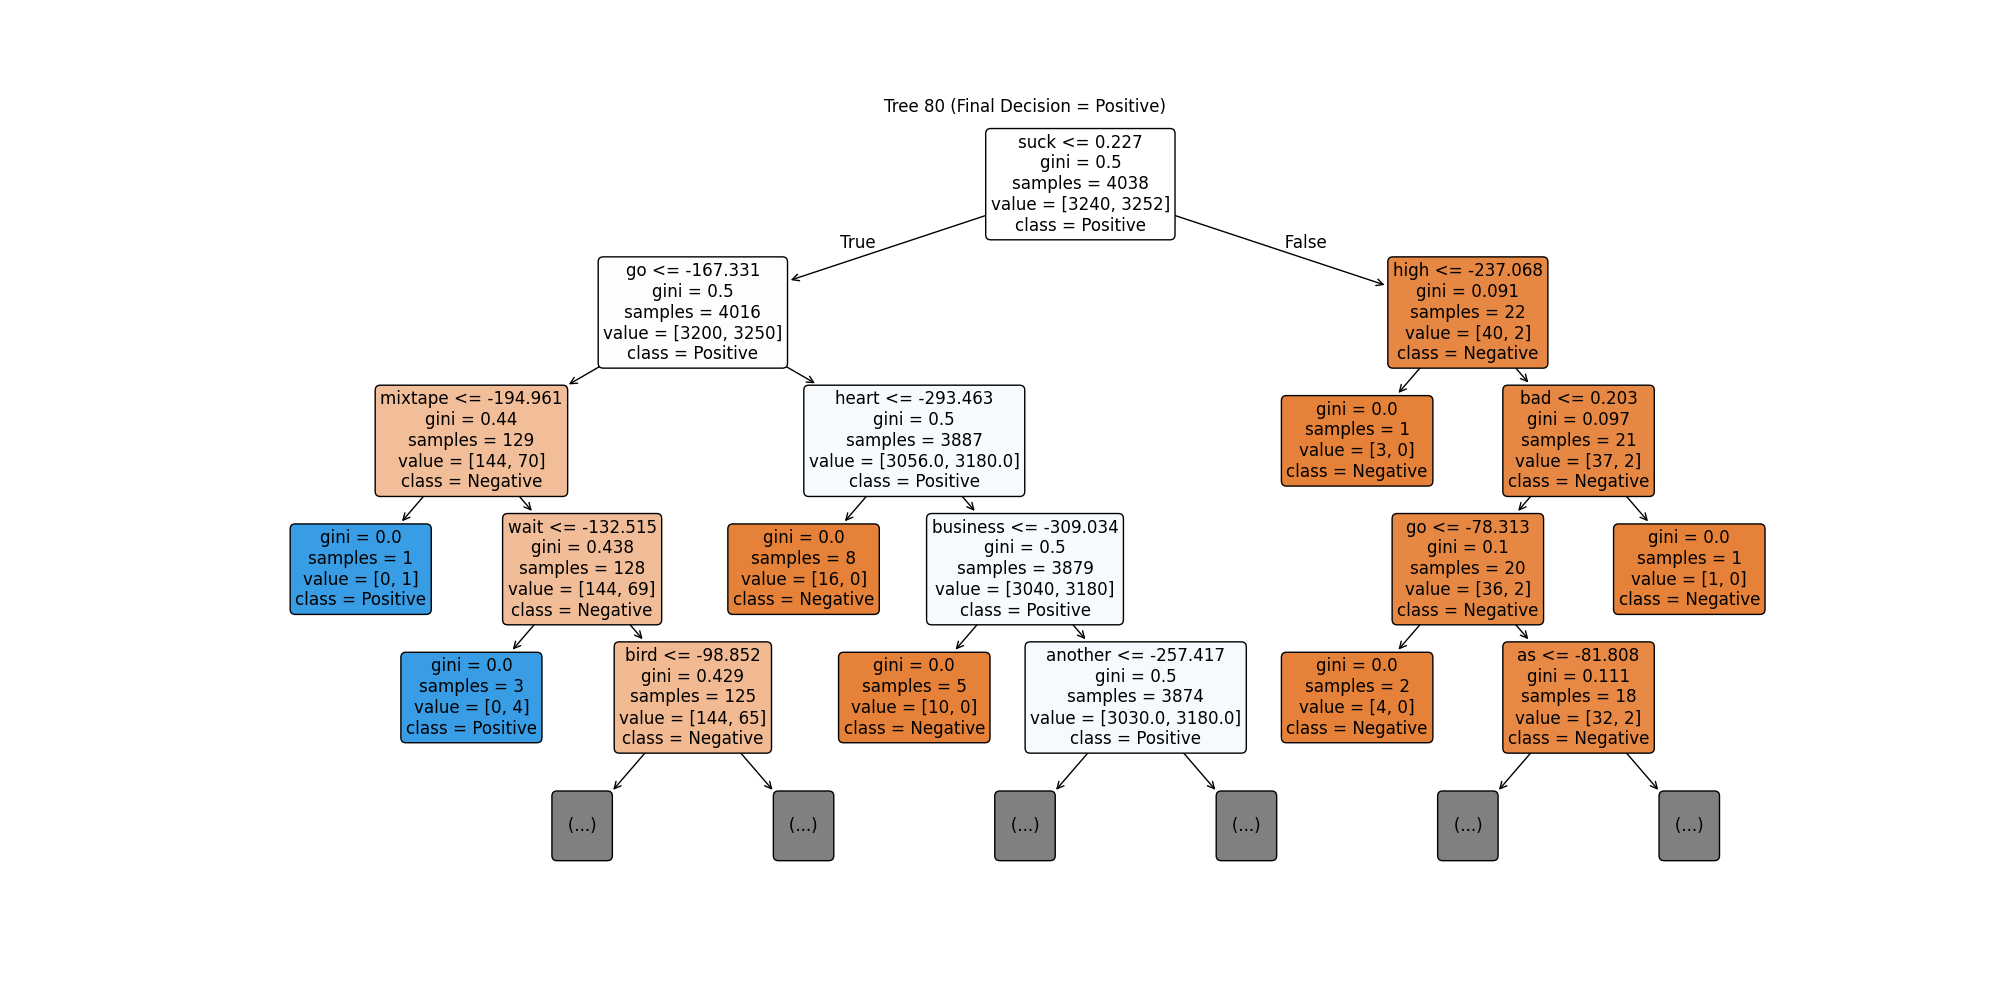 Tree 80 (Final Decision = Positive)
suck <= 0.227
gini = 0.5
samples = 4038
value = [3240, 3252]
class = Positive
True
False
go <= -167.331
gini = 0.5
samples = 4016
value = [3200, 3250]
class = Positive
high <= -237.068
gini = 0.091
samples = 22
value = [40, 2]
class = Negative
mixtape <= -194.961
gini = 0.44
samples = 129
value = [144, 70]
class = Negative
heart <= -293.463
gini = 0.5
samples = 3887
value = [3056.0, 3180.0]
class = Positive
gini = 0.0
samples = 1
value = [3, 0]
class = Negative
bad <= 0.203
gini = 0.097
samples = 21
value = [37, 2]
class = Negative
gini = 0.0
samples = 1
value = [0, 1]
class = Positive
wait <= -132.515
gini = 0.438
samples = 128
value = [144, 69]
class = Negative
gini = 0.0
samples = 8
value = [16, 0]
class = Negative
business <= -309.034
gini = 0.5
samples = 3879
value = [3040, 3180]
class = Positive
go <= -78.313
gini = 0.1
samples = 20
value = [36, 2]
class = Negative
gini = 0.0
samples = 1
value = [1, 0]
class = Negative
gini = 0.0
samples = 3
value = [0, 4]
class = Positive
bird <= -98.852
gini = 0.429
samples = 125
value = [144, 65]
class = Negative
gini = 0.0
samples = 5
value = [10, 0]
class = Negative
another <= -257.417
gini = 0.5
samples = 3874
value = [3030.0, 3180.0]
class = Positive
gini = 0.0
samples = 2
value = [4, 0]
class = Negative
as <= -81.808
gini = 0.111
samples = 18
value = [32, 2]
class = Negative
(...)
(...)
(...)
(...)
(...)
(...)